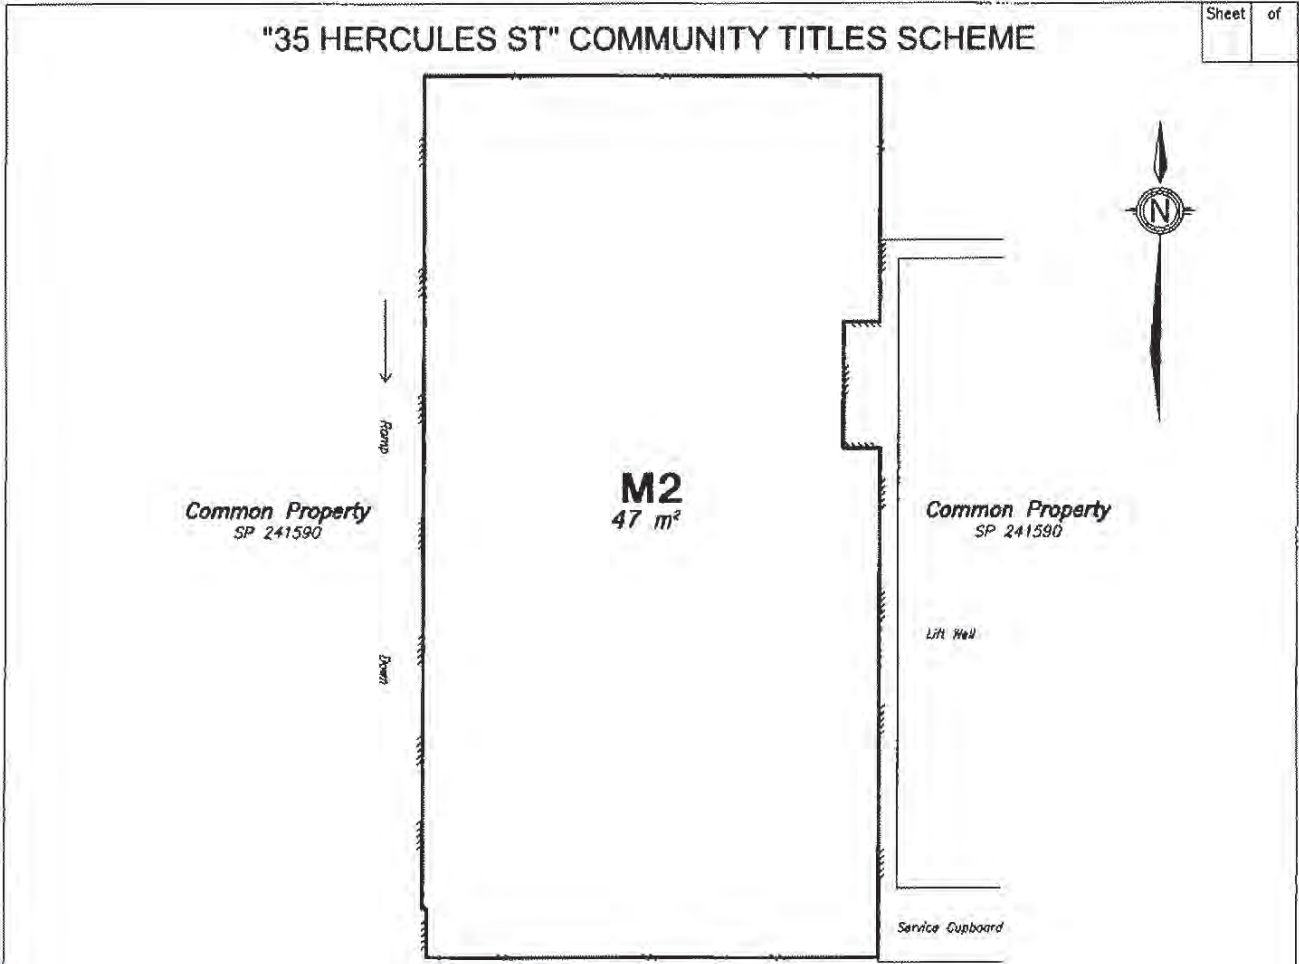 Sheet of
"35 HERCULES ST" COMMUNITY TITLES SCHEME
N
Ramp
M2
47 m²
Common Property
SP 241590
Common Property
SP 241590
Lift Well
Down
Service Cupboard